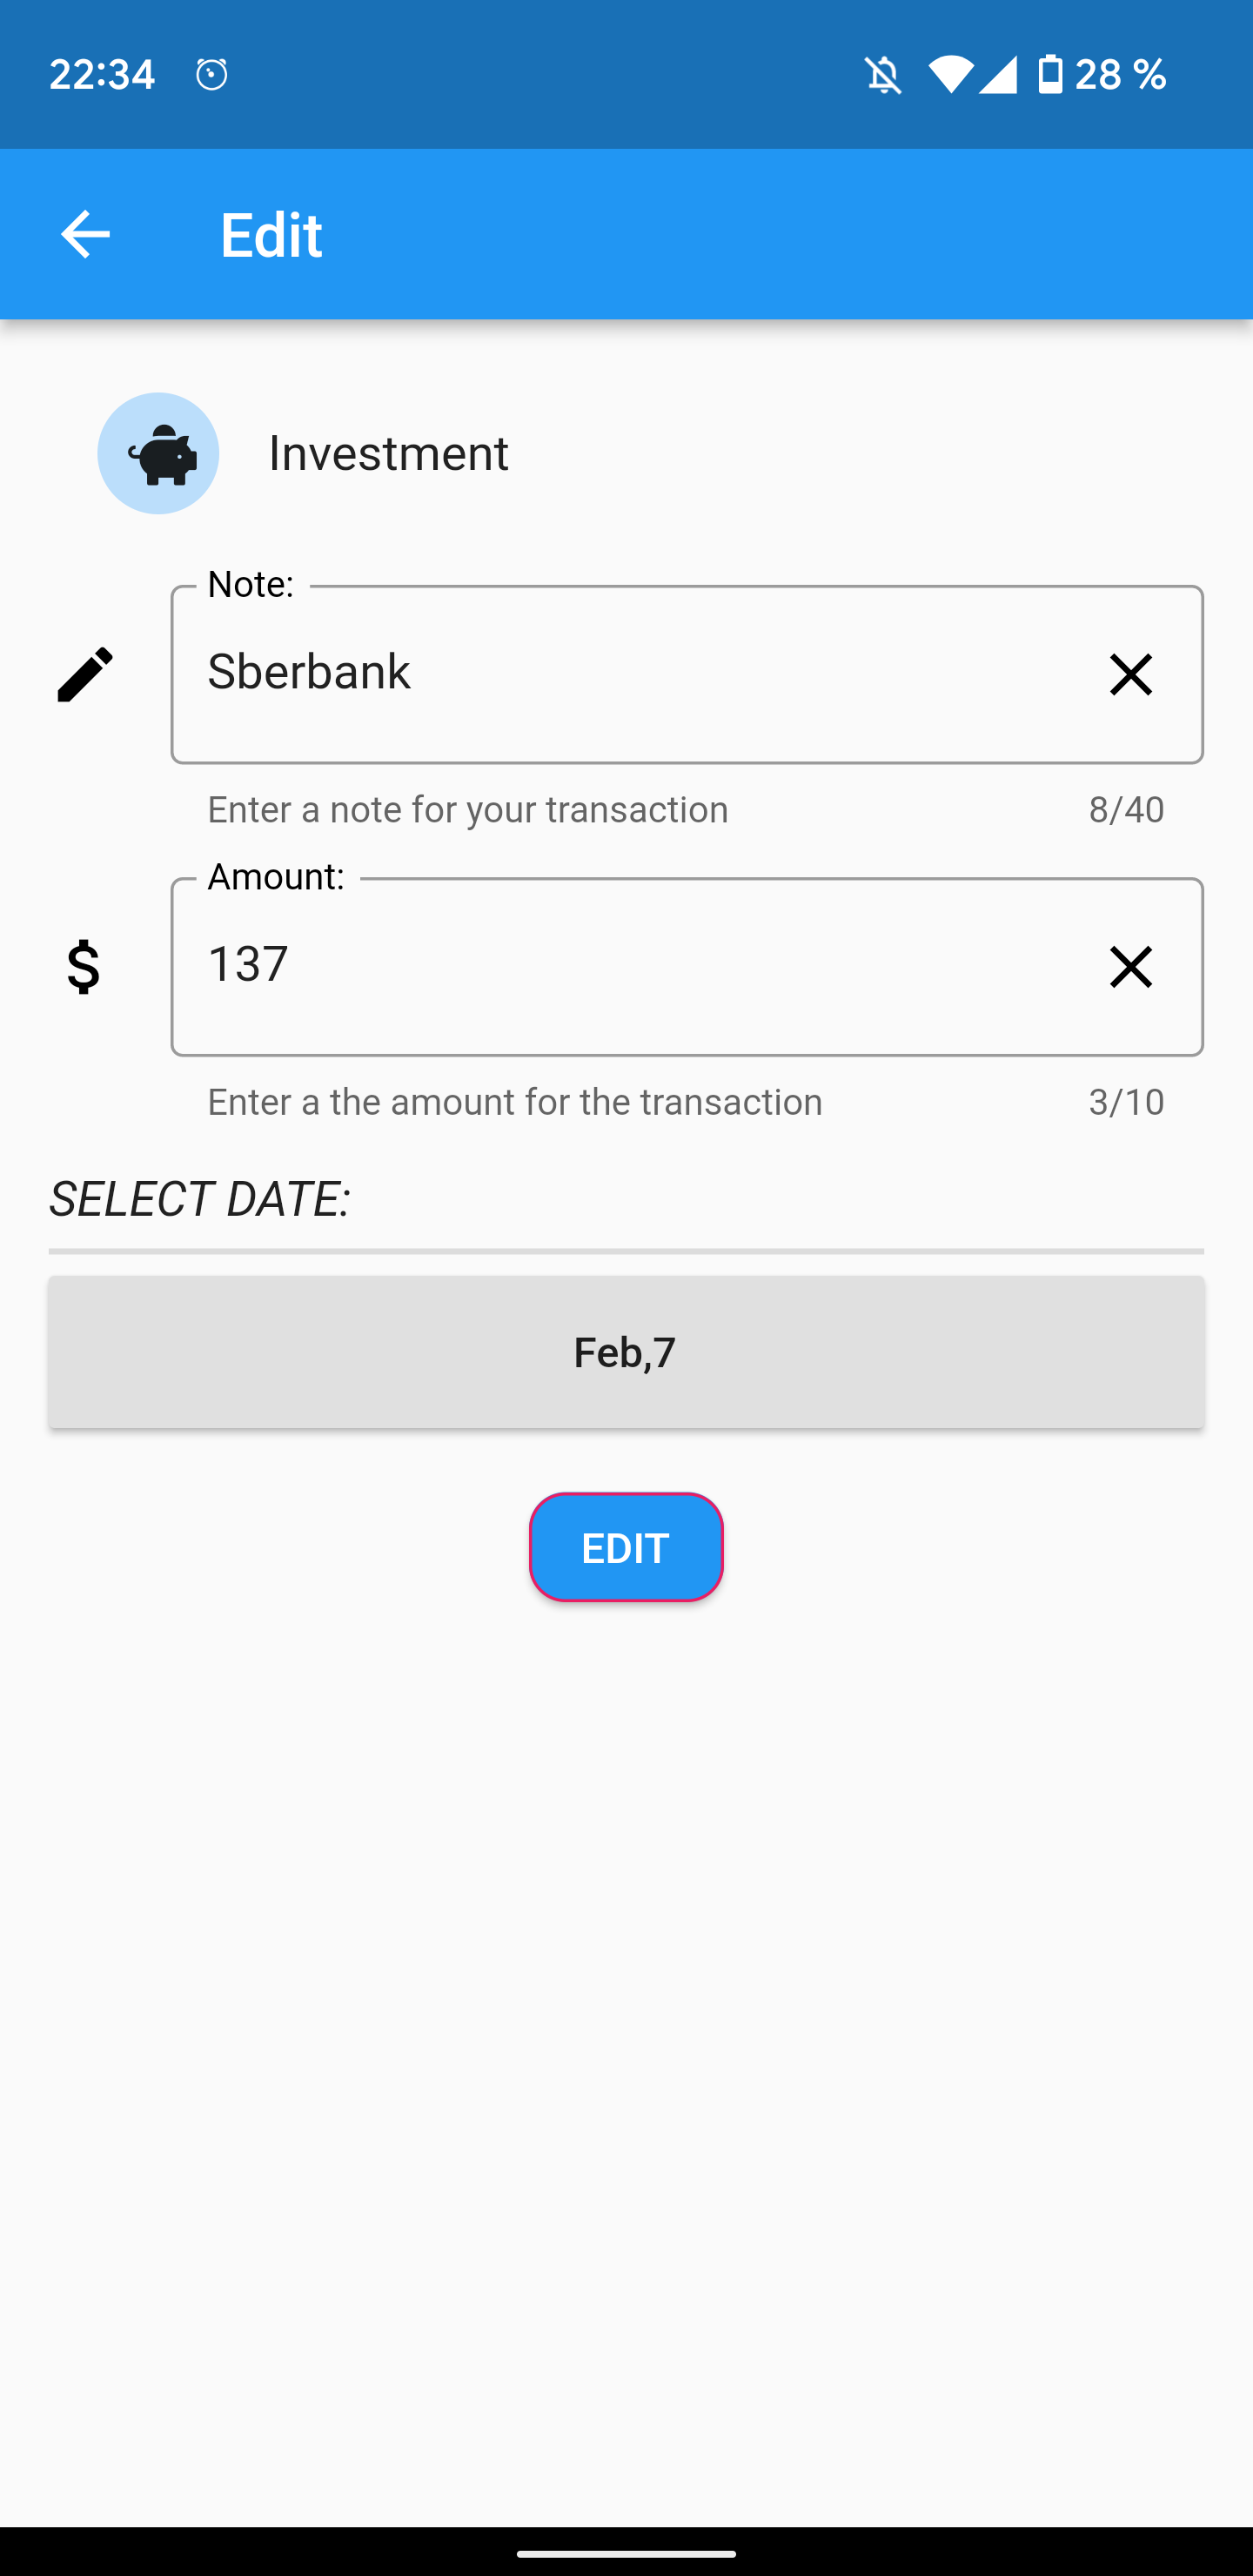 22:34 28 %
Edit
Investment
Note:
Sberbank
Enter a note for your transaction 8/40
Amount:
$ 137
Enter a the amount for the transaction 3/10
SELECT DATE:
Feb,7
EDIT